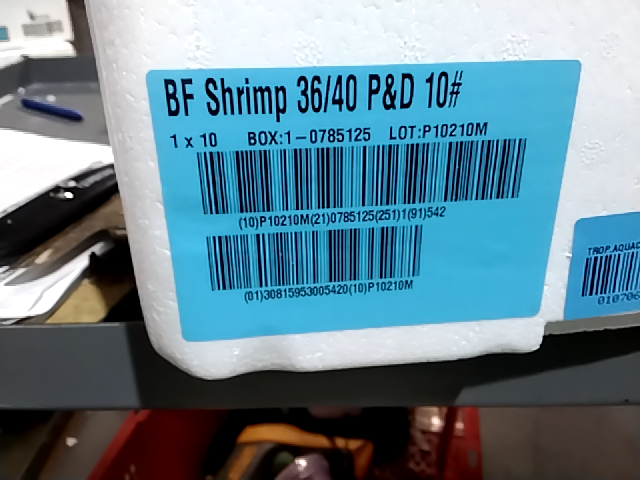 BF Shrimp 36/40 P&D 10#
1 x 10 BOX:1-0785125 LOT:P10210M
(10)P10210M(21)0785125(251)1(91)542
(01)30815953005420(10)P10210M
TROP.AQUAC
010706